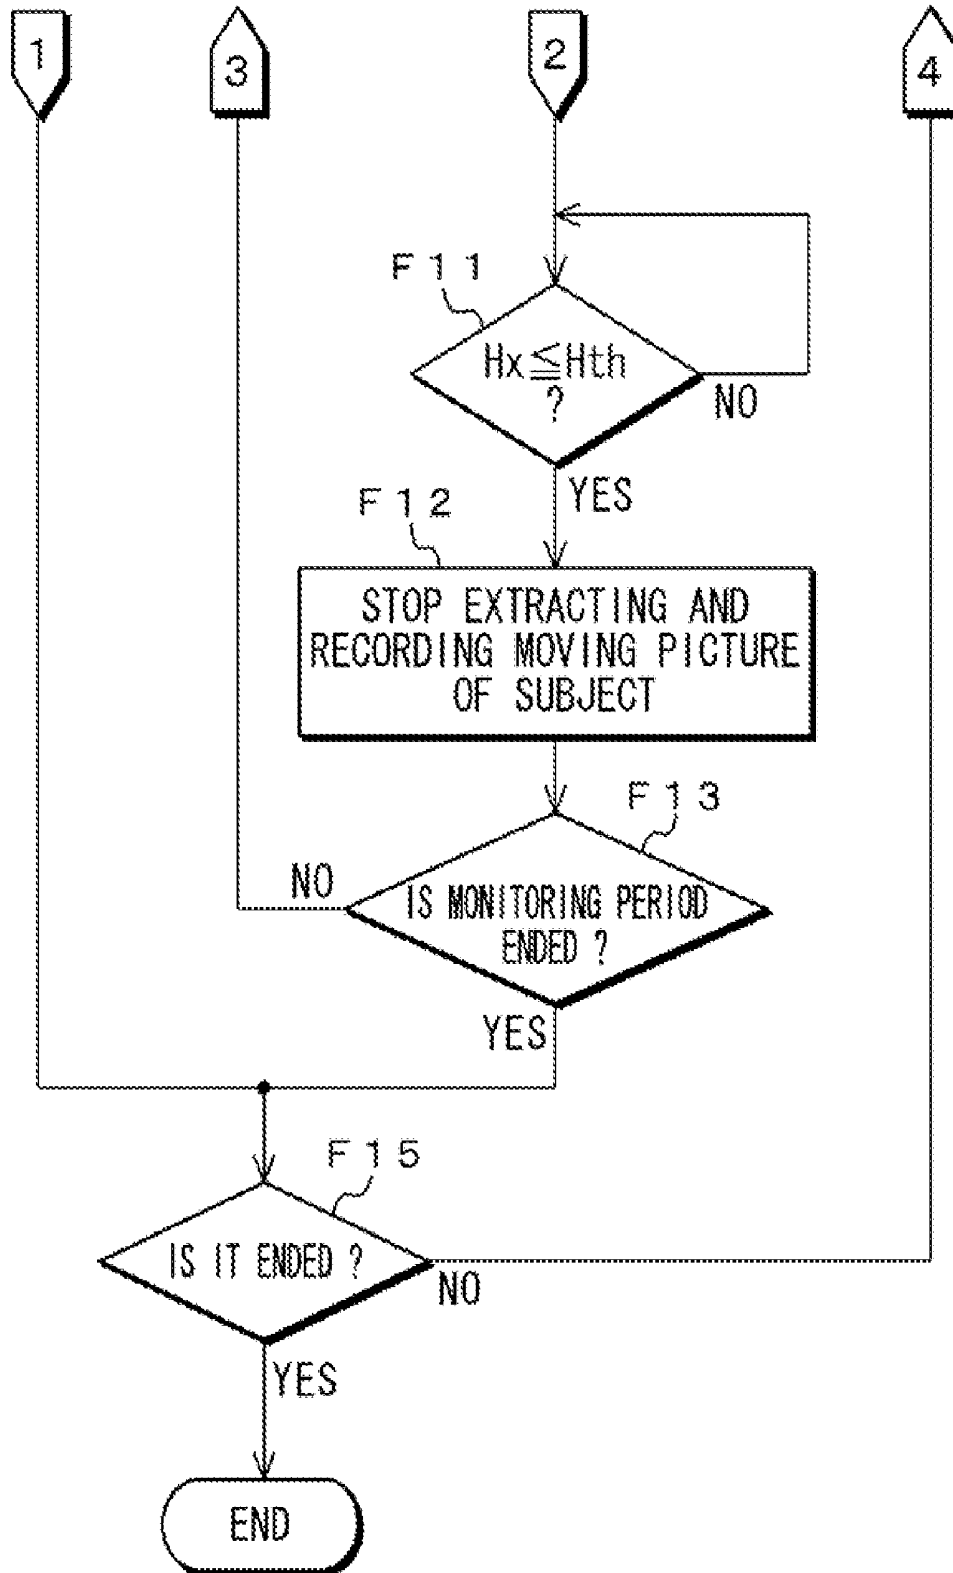 1
3
2
4
F11
Hx≦Hth
?
NO
YES
F12
STOP EXTRACTING AND
RECORDING MOVING PICTURE
OF SUBJECT
F13
NO
IS MONITORING PERIOD
ENDED ?
YES
F15
IS IT ENDED ?
NO
YES
END